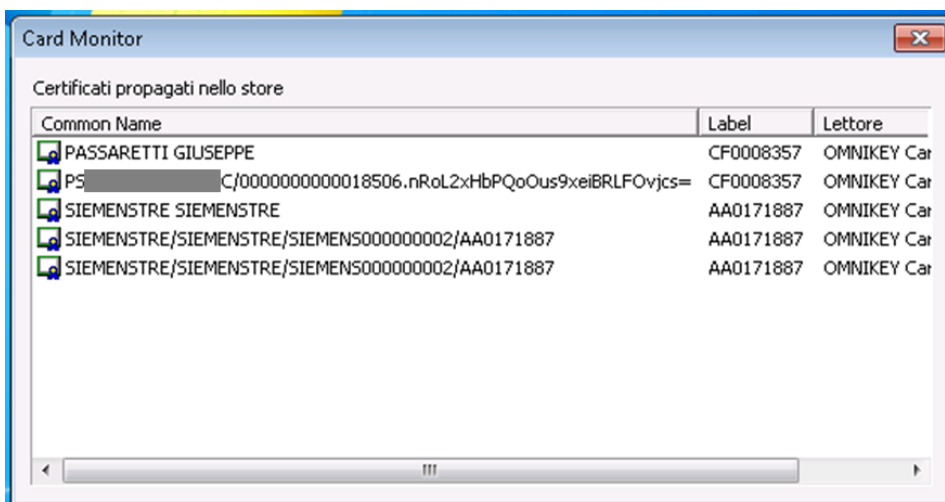 Card Monitor
Certificati propagati nello store
Common Name Label Lettore
PASSARETTI GIUSEPPE CF0008357 OMNIKEY Car
PS C/0000000000018506.nRoL2xHbPQoOus9xeiBRLFOvjcs= CF0008357 OMNIKEY Car
SIEMENSTRE SIEMENSTRE AA0171887 OMNIKEY Car
SIEMENSTRE/SIEMENSTRE/SIEMENS000000002/AA0171887 AA0171887 OMNIKEY Car
SIEMENSTRE/SIEMENSTRE/SIEMENS000000002/AA0171887 AA0171887 OMNIKEY Car